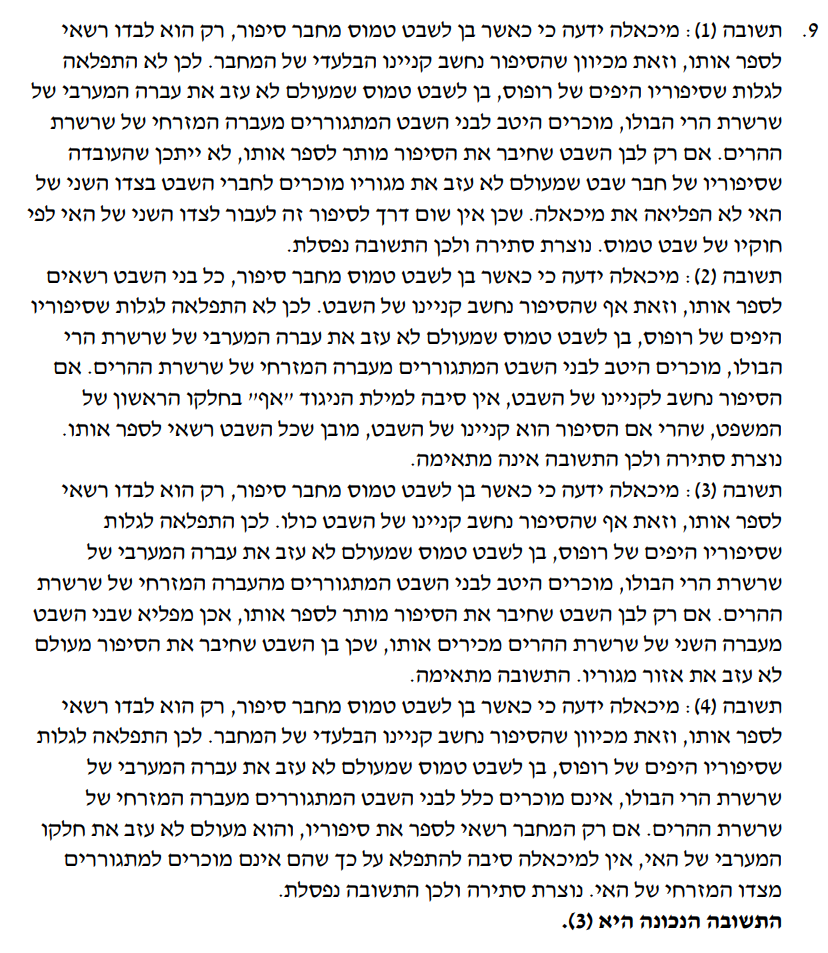 9. תשובה (1): מיכאלה ידעה כי כאשר בן לשבט טמוס מחבר סיפור, רק הוא לבדו רשאי
לספר אותו, וזאת מכיוון שהסיפור נחשב קניינו הבלעדי של המחבר. לכן לא התפלאה
לגלות שסיפוריו היפים של רופוס, בן לשבט טמוס שמעולם לא עזב את עברה המערבי של
שרשרת הרי הבולו, מוכרים היטב לבני השבט המתגוררים מעברה המזרחי של שרשרת
ההרים. אם רק לבן השבט שחיבר את הסיפור מותר לספר אותו, לא ייתכן שהעובדה
שסיפוריו של חבר שבט שמעולם לא עזב את מגוריו מוכרים לחברי השבט בצדו השני של
האי לא הפליאה את מיכאלה. שכן אין שום דרך לסיפור זה לעבור לצדו השני של האי לפי
חוקיו של שבט טמוס. נוצרת סתירה ולכן התשובה נפסלת.
תשובה (2): מיכאלה ידעה כי כאשר בן לשבט טמוס מחבר סיפור, כל בני השבט רשאים
לספר אותו, וזאת אף שהסיפור נחשב קניינו של השבט. לכן לא התפלאה לגלות שסיפוריו
היפים של רופוס, בן לשבט טמוס שמעולם לא עזב את עברה המערבי של שרשרת הרי
הבולו, מוכרים היטב לבני השבט המתגוררים מעברה המזרחי של שרשרת ההרים. אם
הסיפור נחשב לקניינו של השבט, אין סיבה למילת הניגוד "אף" בחלקו הראשון של
המשפט, שהרי אם הסיפור הוא קניינו של השבט, מובן שכל השבט רשאי לספר אותו.
נוצרת סתירה ולכן התשובה אינה מתאימה.
תשובה (3): מיכאלה ידעה כי כאשר בן לשבט טמוס מחבר סיפור, רק הוא לבדו רשאי
לספר אותו, וזאת אף שהסיפור נחשב קניינו של השבט כולו. לכן התפלאה לגלות
שסיפוריו היפים של רופוס, בן לשבט טמוס שמעולם לא עזב את עברה המערבי של
שרשרת הרי הבולו, מוכרים היטב לבני השבט המתגוררים מהעברה המזרחי של שרשרת
ההרים. אם רק לבן השבט שחיבר את הסיפור מותר לספר אותו, אכן מפליא שבני השבט
מעברה השני של שרשרת ההרים מכירים אותו, שכן בן השבט שחיבר את הסיפור מעולם
לא עזב את אזור מגוריו. התשובה מתאימה.
תשובה (4): מיכאלה ידעה כי כאשר בן לשבט טמוס מחבר סיפור, רק הוא לבדו רשאי
לספר אותו, וזאת מכיוון שהסיפור נחשב קניינו הבלעדי של המחבר. לכן התפלאה לגלות
שסיפוריו היפים של רופוס, בן לשבט טמוס שמעולם לא עזב את עברה המערבי של
שרשרת הרי הבולו, אינם מוכרים כלל לבני השבט המתגוררים מעברה המזרחי של
שרשרת ההרים. אם רק המחבר רשאי לספר את סיפוריו, והוא מעולם לא עזב את חלקו
המערבי של האי, אין למיכאלה סיבה להתפלא על כך שהם אינם מוכרים למתגוררים
מצדו המזרחי של האי. נוצרת סתירה ולכן התשובה נפסלת.
התשובה הנכונה היא (3).